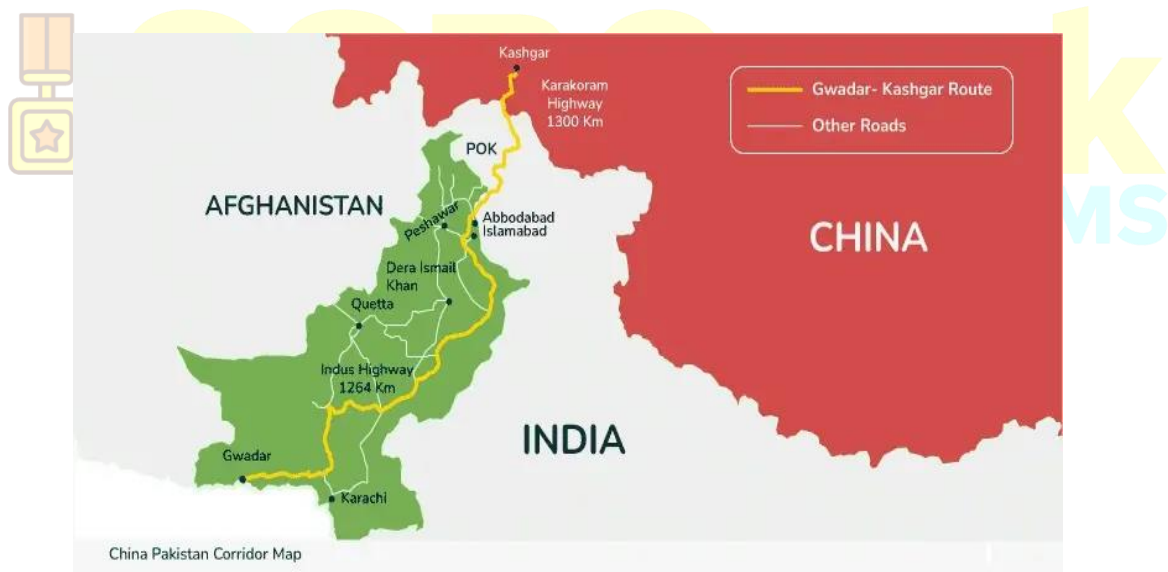 Kashgar
Karakoram
Highway
1300 Km
Gwadar- Kashgar Route
Other Roads
POK
AFGHANISTAN
Peshawar
Abbodabad
Islamabad
CHINA
Dera Ismail
Khan
Quetta
Indus Highway
1264 Km
INDIA
Gwadar
Karachi
China Pakistan Corridor Map
MS